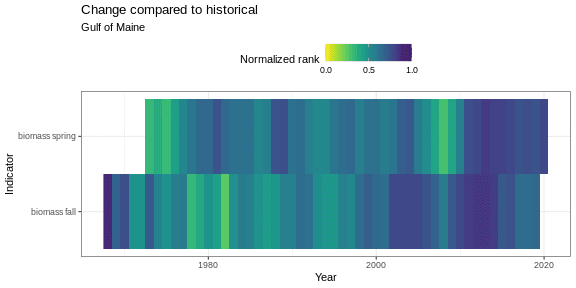 Change compared to historical
Gulf of Maine
Normalized rank
0.0 0.5 1.0
biomass spring
biomass fall
Indicator
1980 2000 2020
Year